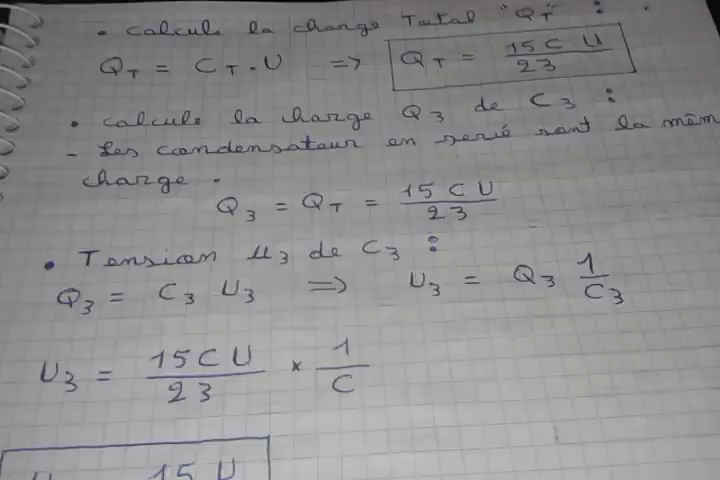 • calcule la charge Total "QT" :
QT = CT . U => QT = 15 C U / 23
• calcule la charge Q3 de C3 :
- Les condensateur en serié sont la mêm
charge .
Q3 = QT = 15 C U / 23
• Tension U3 de C3 :
Q3 = C3 U3 => U3 = Q3 1 / C3
U3 = 15 C U / 23 × 1 / C
15 U